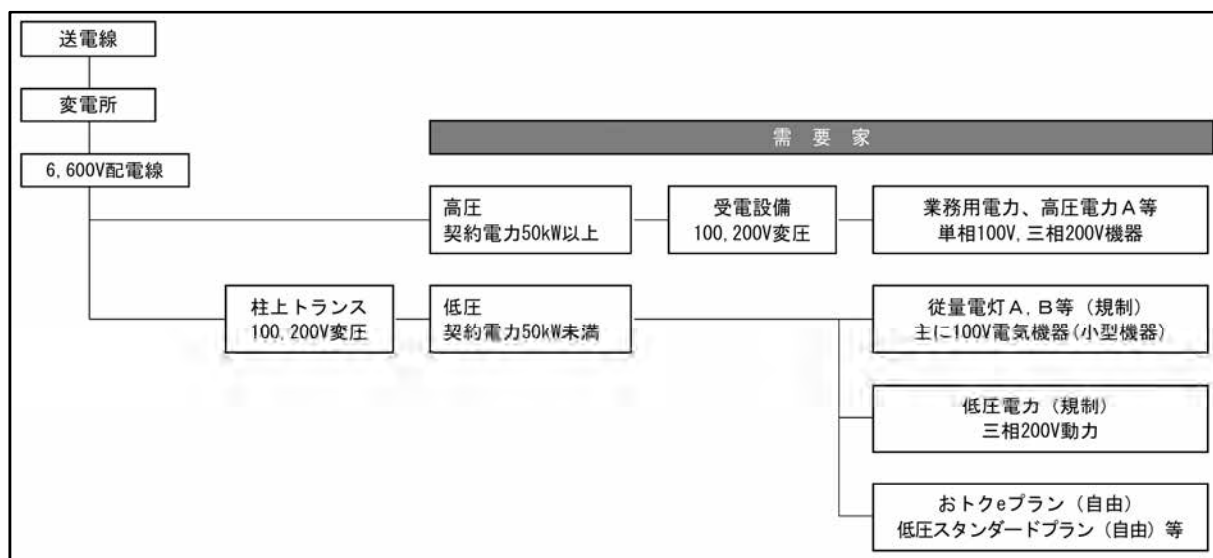 送電線
変電所
6,600V配電線
需要家
高圧
契約電力50kW以上
受電設備
100,200V変圧
業務用電力、高圧電力A等
単相100V,三相200V機器
柱上トランス
100,200V変圧
低圧
契約電力50kW未満
従量電灯A,B等(規制)
主に100V電気機器(小型機器)
低圧電力(規制)
三相200V動力
おトクeプラン(自由)
低圧スタンダードプラン(自由)等